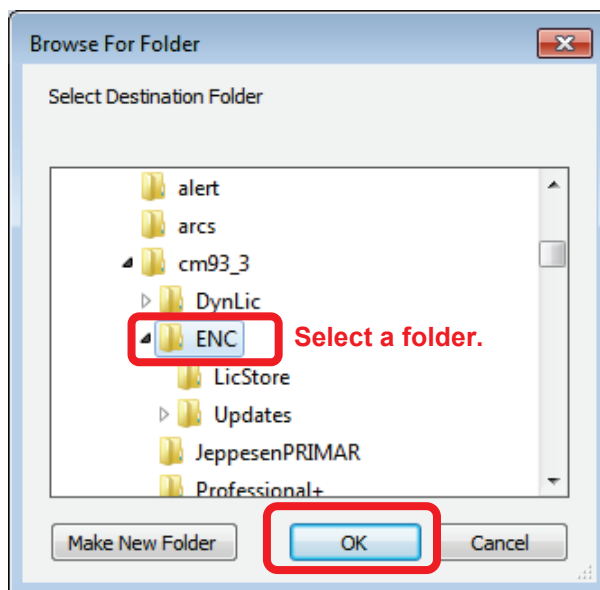 Browse For Folder
Select Destination Folder
alert
arcs
cm93_3
DynLic
ENC Select a folder.
LicStore
Updates
JeppesenPRIMAR
Professional+
Make New Folder OK Cancel